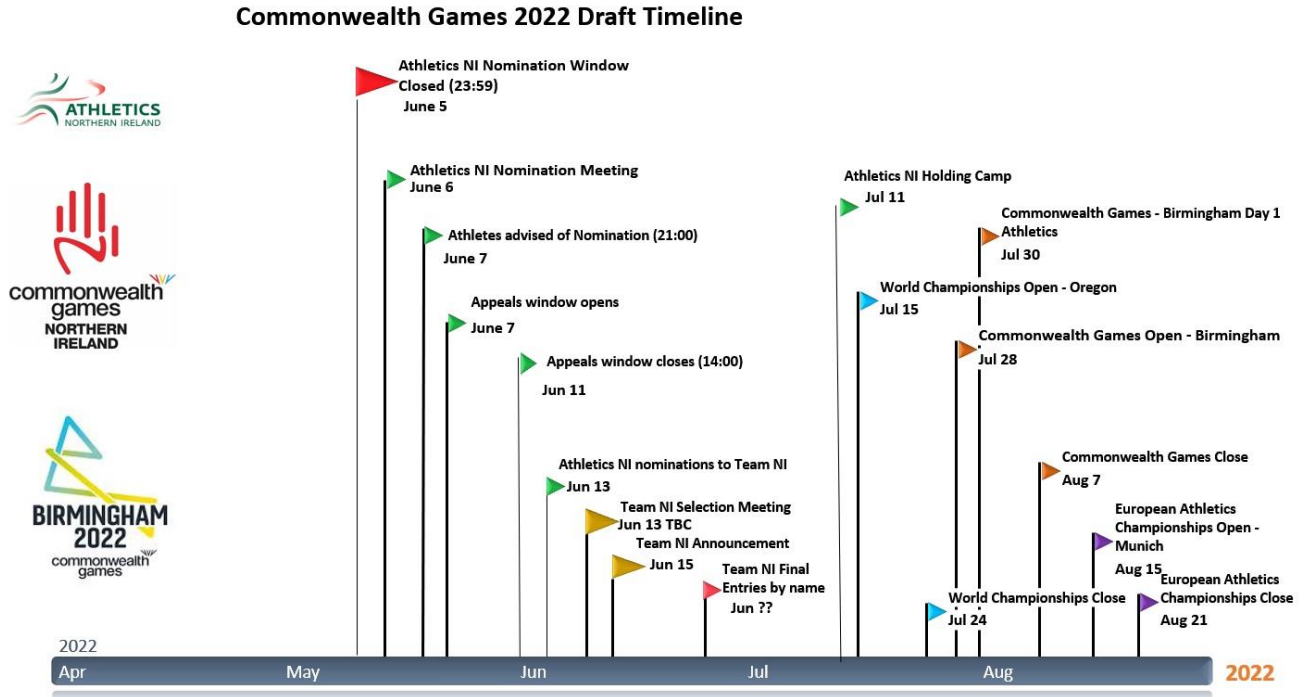 Commonwealth Games 2022 Draft Timeline
ATHLETICS
NORTHERN IRELAND
commonwealth
games
NORTHERN
IRELAND
BIRMINGHAM
2022
commonwealth
games
Athletics NI Nomination Window
Closed (23:59)
June 5
Athletics NI Nomination Meeting
June 6
Athletes advised of Nomination (21:00)
June 7
Appeals window opens
June 7
Appeals window closes (14:00)
Jun 11
Athletics NI nominations to Team NI
Jun 13
Team NI Selection Meeting
Jun 13 TBC
Team NI Announcement
Jun 15
Team NI Final
Entries by name
Jun ??
Athletics NI Holding Camp
Jul 11
World Championships Open - Oregon
Jul 15
World Championships Close
Jul 24
Commonwealth Games Open - Birmingham
Jul 28
Commonwealth Games - Birmingham Day 1
Athletics
Jul 30
Commonwealth Games Close
Aug 7
European Athletics
Championships Open -
Munich
Aug 15
European Athletics
Championships Close
Aug 21
2022
Apr
May
Jun
Jul
Aug
2022